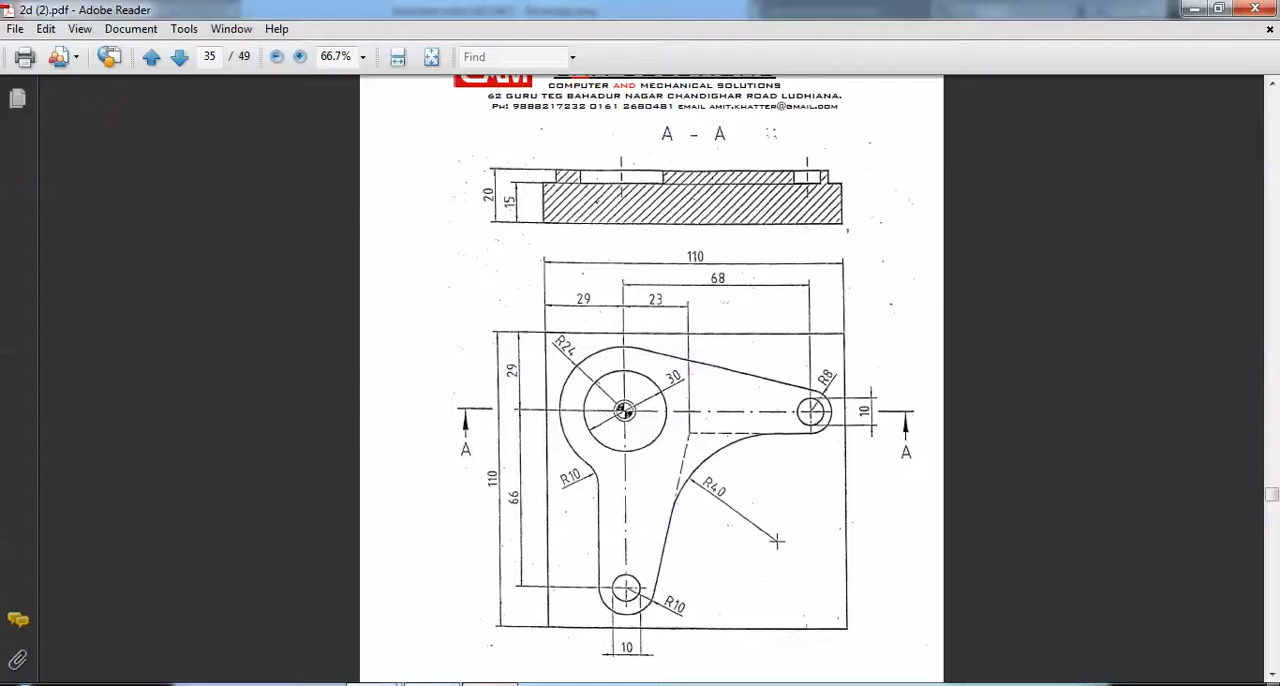 2d (2).pdf - Adobe Reader
File Edit View Document Tools Window Help
35 / 49 66.7% Find
COMPUTER AND MECHANICAL SOLUTIONS
62 GURU TEG BAHADUR NAGAR CHANDIGHAR ROAD LUDHIANA.
PH: 9888217232 0161 2680481 EMAIL AMIT.KHATTER@GMAIL.COM
A - A
20
15
110
68
29 23
R24
29
30
R8
10
A A
R10
110
66
R40
R10
10